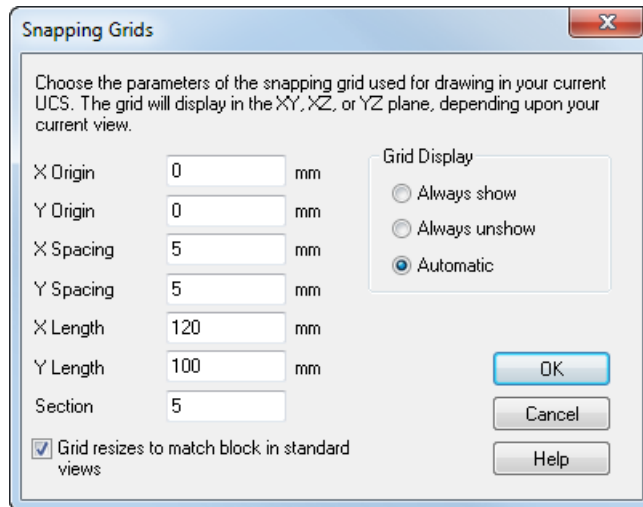 Snapping Grids
Choose the parameters of the snapping grid used for drawing in your current
UCS. The grid will display in the XY, XZ, or YZ plane, depending upon your
current view.
X Origin 0 mm
Y Origin 0 mm
X Spacing 5 mm
Y Spacing 5 mm
X Length 120 mm
Y Length 100 mm
Section 5
Grid resizes to match block in standard
views
Grid Display
Always show
Always unshow
Automatic
OK
Cancel
Help